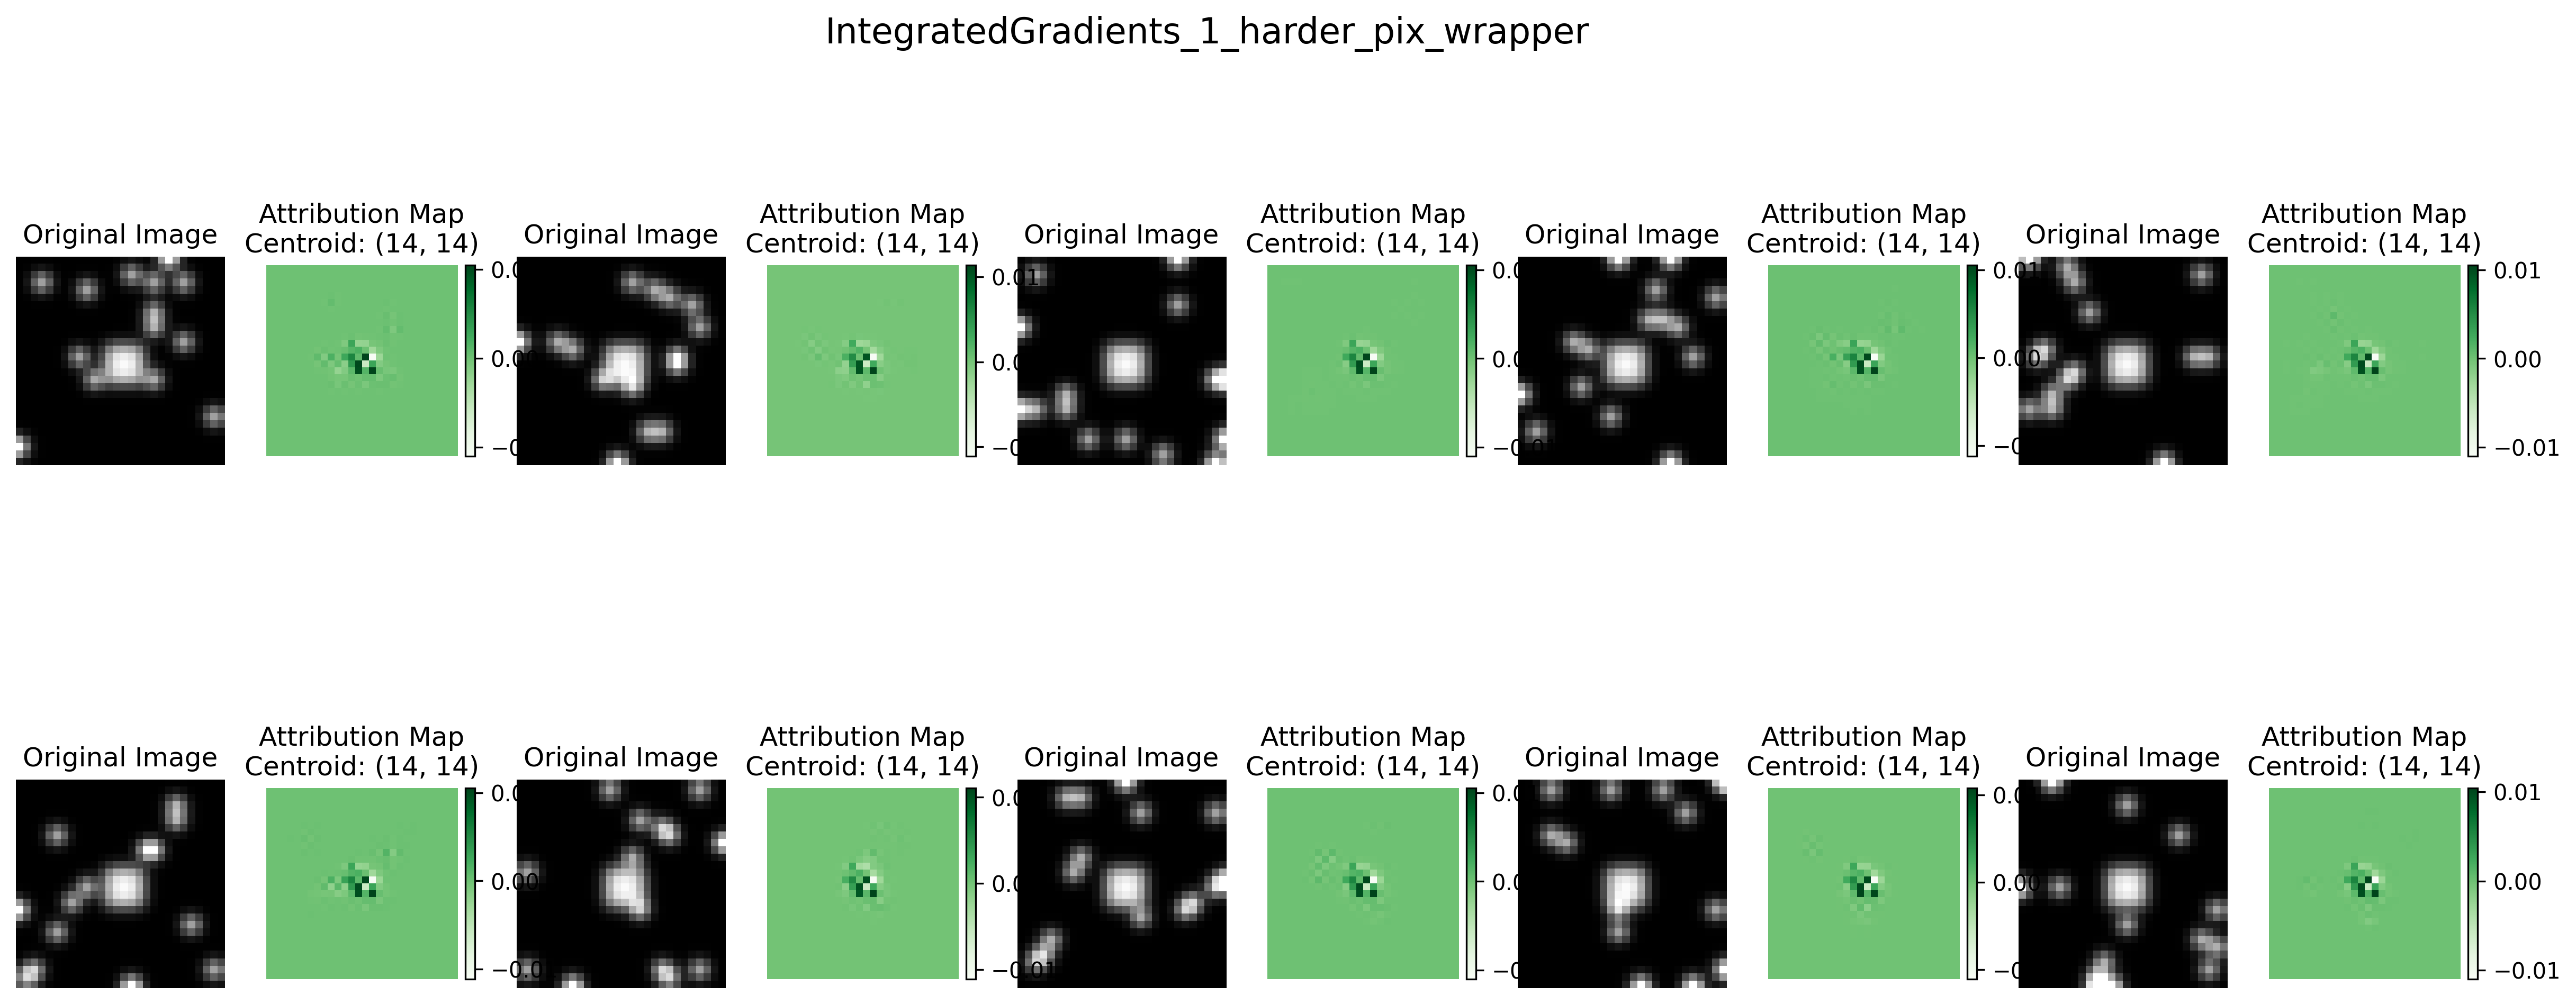 IntegratedGradients_1_harder_pix_wrapper
Original Image
Attribution Map
Centroid: (14, 14)
Original Image
Attribution Map
Centroid: (14, 14)
Original Image
Attribution Map
Centroid: (14, 14)
Original Image
Attribution Map
Centroid: (14, 14)
Original Image
Attribution Map
Centroid: (14, 14)
0.01
0.00
−0.01
Original Image
Attribution Map
Centroid: (14, 14)
Original Image
Attribution Map
Centroid: (14, 14)
Original Image
Attribution Map
Centroid: (14, 14)
Original Image
Attribution Map
Centroid: (14, 14)
Original Image
Attribution Map
Centroid: (14, 14)
0.01
0.00
−0.01